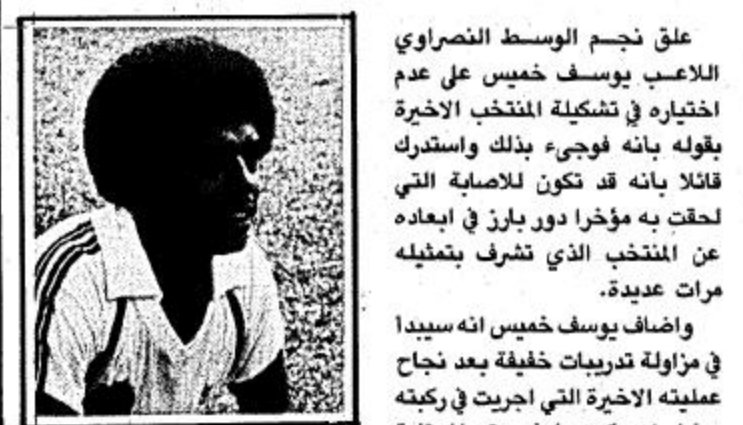 علق نجم الوسط النصراوي
اللاعب يوسف خميس على عدم
اختياره في تشكيلة المنتخب الاخيرة
بقوله بانه فوجىء بذلك واستدرك
قائلا بانه قد تكون للاصابة التي
لحقت به مؤخرا دور بارز في ابعاده
عن المنتخب الذي تشرف بتمثيله
مرات عديدة.
واضاف يوسف خميس انه سيبدأ
في مزاولة تدريبات خفيفة بعد نجاح
عمليته الاخيرة التي اجريت في ركبته